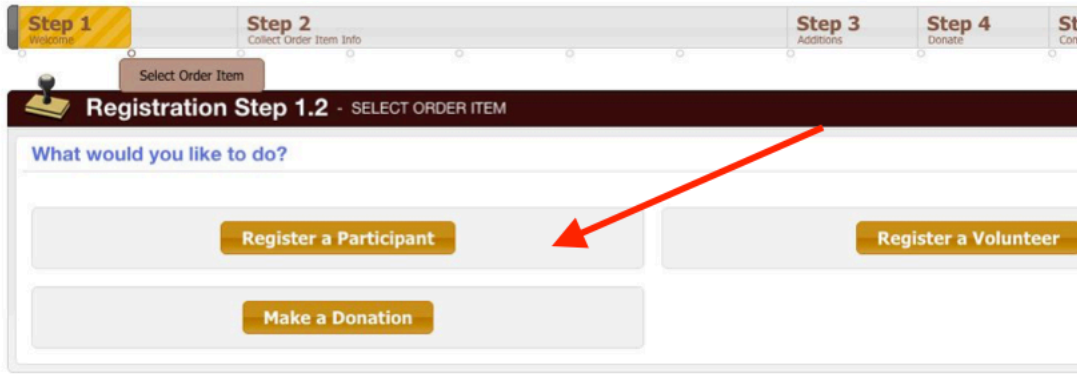 Step 1
Welcome
Step 2
Collect Order Item Info
Step 3
Additions
Step 4
Donate
Select Order Item
Registration Step 1.2 - SELECT ORDER ITEM
What would you like to do?
Register a Participant
Register a Volunteer
Make a Donation